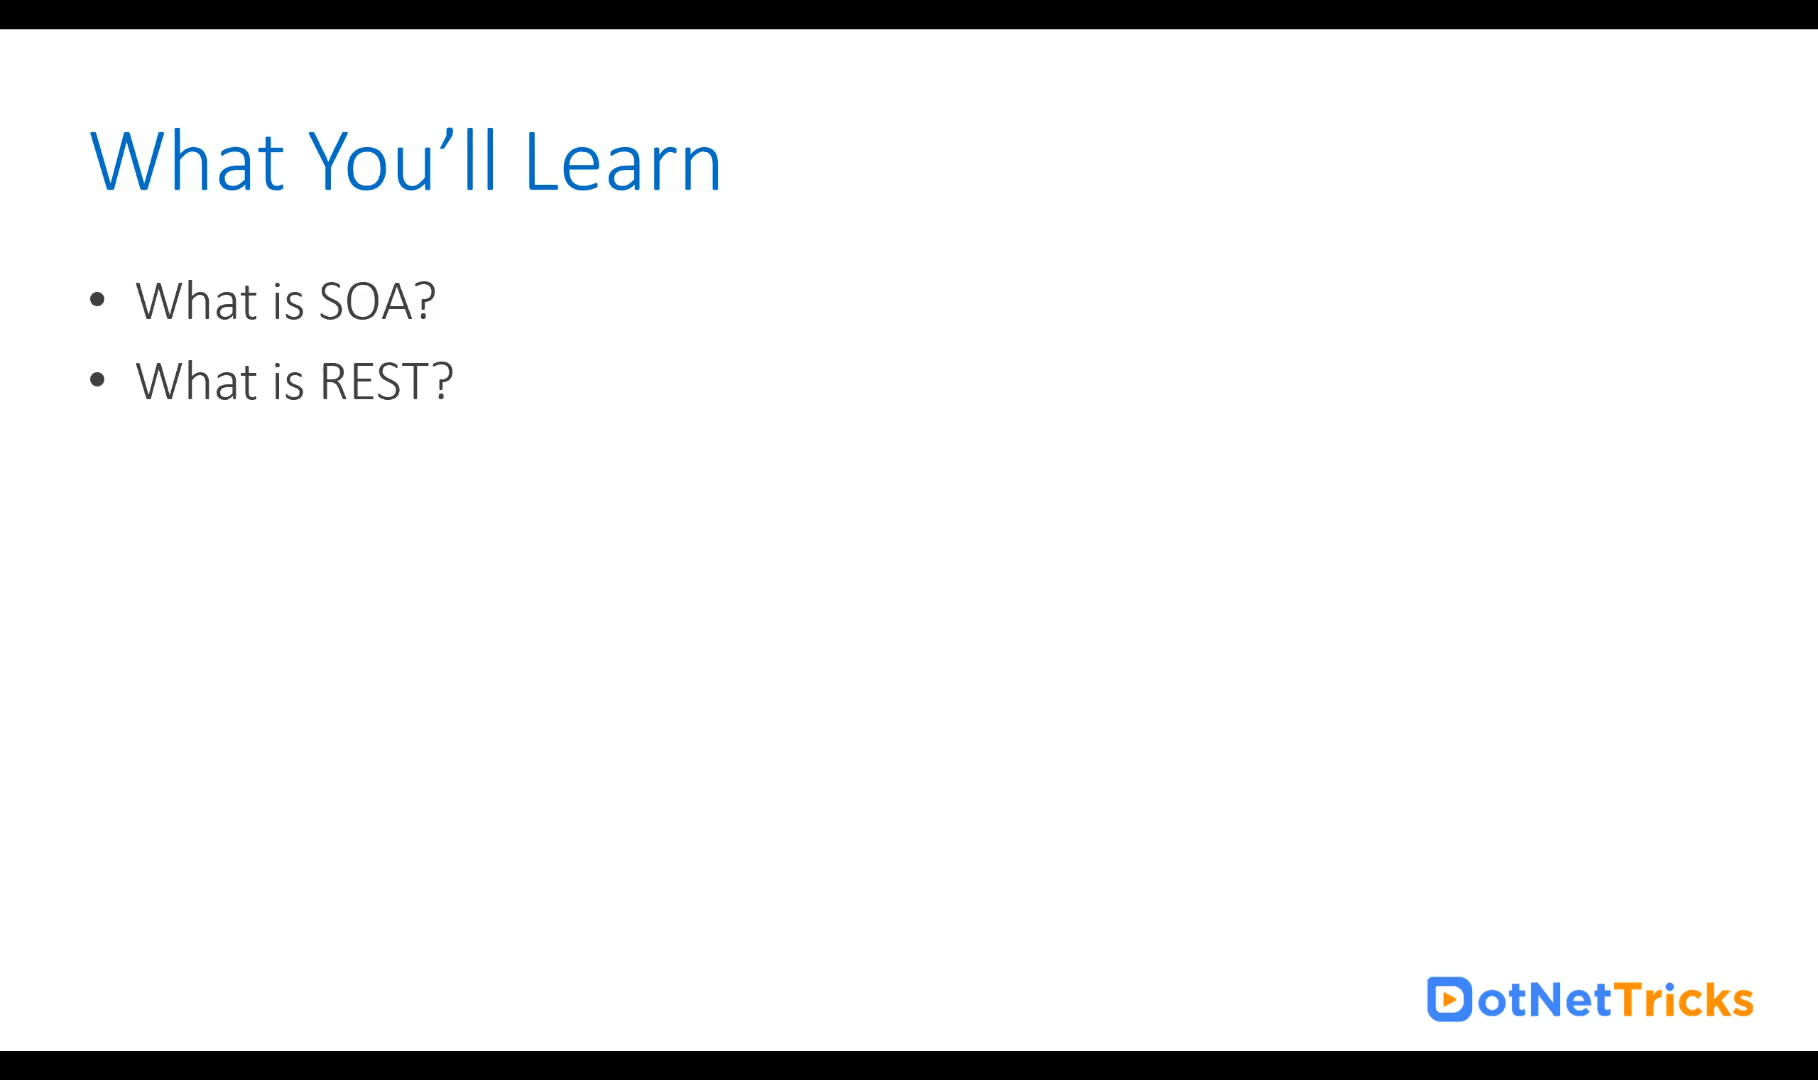 What You’ll Learn
• What is SOA?
• What is REST?
DotNetTricks